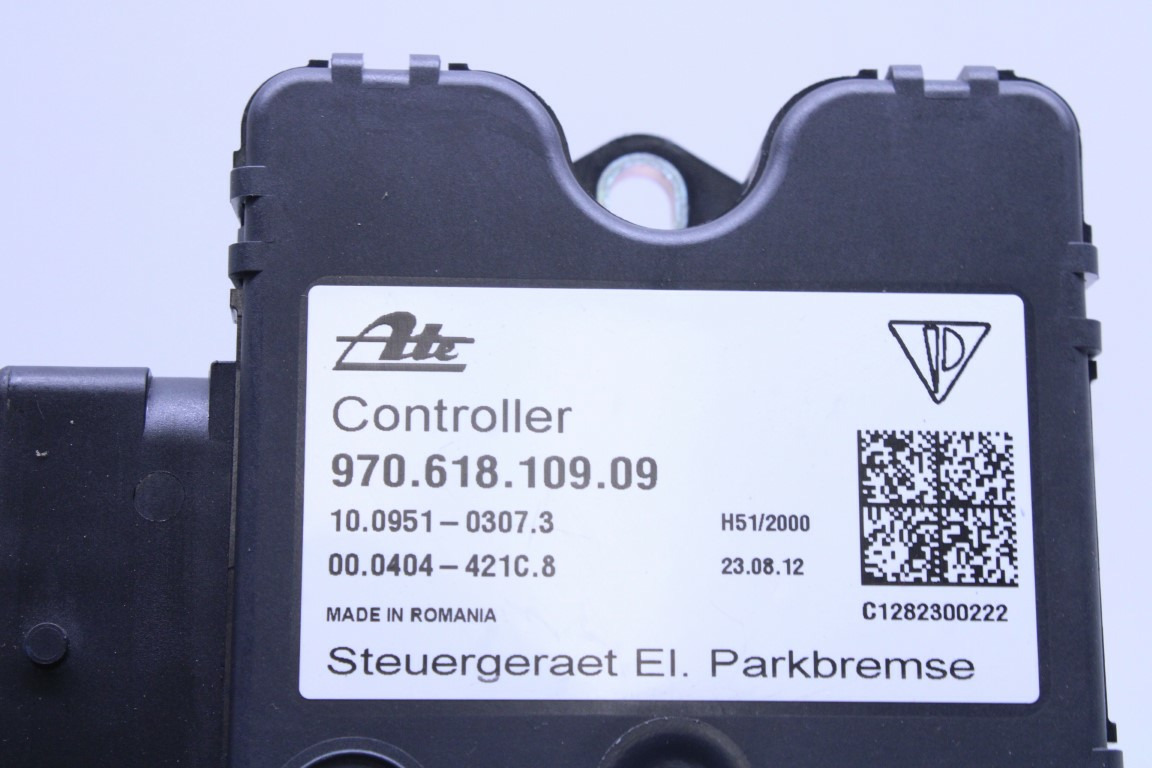 Ate
Controller
970.618.109.09
10.0951-0307.3 H51/2000
00.0404-421C.8 23.08.12
MADE IN ROMANIA C1282300222
Steuergeraet El. Parkbremse